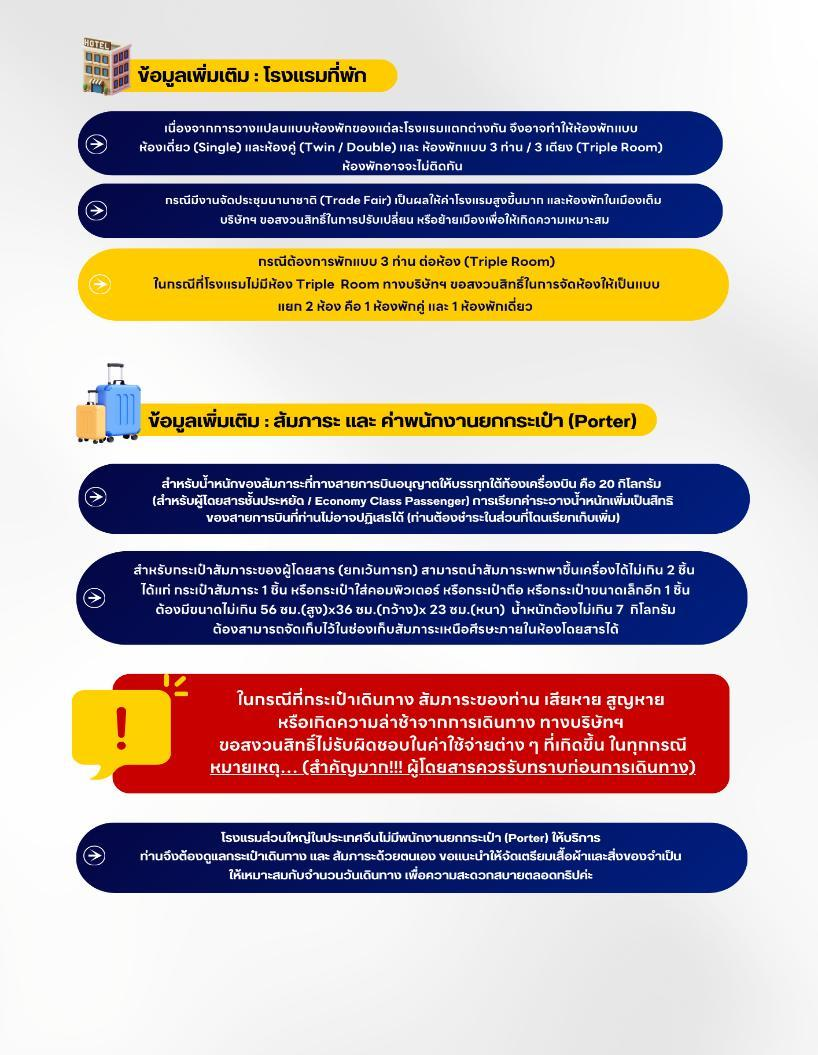 HOTEL
ข้อมูลเพิ่มเติม : โรงแรมที่พัก
เนื่องจากการวางแปลนแบบห้องพักของแต่ละโรงแรมแตกต่างกัน จึงอาจทำให้ห้องพักแบบ
ห้องเดี่ยว (Single) และห้องคู่ (Twin / Double) และ ห้องพักแบบ 3 ท่าน / 3 เตียง (Triple Room)
ห้องพักอาจจะไม่ติดกัน
กรณีมีงานจัดประชุมนานาชาติ (Trade Fair) เป็นผลให้ค่าโรงแรมสูงขึ้นมาก และห้องพักในเมืองเต็ม
บริษัทฯ ขอสงวนสิทธิ์ในการปรับเปลี่ยน หรือย้ายเมืองเพื่อให้เกิดความเหมาะสม
กรณีต้องการพักแบบ 3 ท่าน ต่อห้อง (Triple Room)
ในกรณีที่โรงแรมไม่มีห้อง Triple Room ทางบริษัทฯ ขอสงวนสิทธิ์ในการจัดห้องให้เป็นแบบ
แยก 2 ห้อง คือ 1 ห้องพักคู่ และ 1 ห้องพักเดี่ยว
ข้อมูลเพิ่มเติม : สัมภาระ และ ค่าพนักงานยกกระเป๋า (Porter)
สำหรับน้ำหนักของสัมภาระที่ทางสายการบินอนุญาตให้บรรทุกใต้ท้องเครื่องบิน คือ 20 กิโลกรัม
(สำหรับผู้โดยสารชั้นประหยัด / Economy Class Passenger) การเรียกค่าระวางน้ำหนักเพิ่มเป็นสิทธิ
ของสายการบินที่ท่านไม่อาจปฏิเสธได้ (ท่านต้องชำระในส่วนที่โดนเรียกเก็บเพิ่ม)
สำหรับกระเป๋าสัมภาระของผู้โดยสาร (ยกเว้นทารก) สามารถนำสัมภาระพกพาขึ้นเครื่องได้ไม่เกิน 2 ชิ้น
ได้แก่ กระเป๋าสัมภาระ 1 ชิ้น หรือกระเป๋าใส่คอมพิวเตอร์ หรือกระเป๋าถือ หรือกระเป๋าขนาดเล็กอีก 1 ชิ้น
ต้องมีขนาดไม่เกิน 56 ซม.(สูง)x36 ซม.(กว้าง)x 23 ซม.(หนา) น้ำหนักต้องไม่เกิน 7 กิโลกรัม
ต้องสามารถจัดเก็บไว้ในช่องเก็บสัมภาระเหนือศีรษะภายในห้องโดยสารได้
ในกรณีที่กระเป๋าเดินทาง สัมภาระของท่าน เสียหาย สูญหาย
หรือเกิดความล่าช้าจากการเดินทาง ทางบริษัทฯ
ขอสงวนสิทธิ์ไม่รับผิดชอบในค่าใช้จ่ายต่าง ๆ ที่เกิดขึ้น ในทุกกรณี
หมายเหตุ... (สำคัญมาก!!! ผู้โดยสารควรรับทราบก่อนการเดินทาง)
โรงแรมส่วนใหญ่ในประเทศจีนไม่มีพนักงานยกกระเป๋า (Porter) ให้บริการ
ท่านจึงต้องดูแลกระเป๋าเดินทาง และ สัมภาระด้วยตนเอง ขอแนะนำให้จัดเตรียมเสื้อผ้าและสิ่งของจำเป็น
ให้เหมาะสมกับจำนวนวันเดินทาง เพื่อความสะดวกสบายตลอดทริปค่ะ